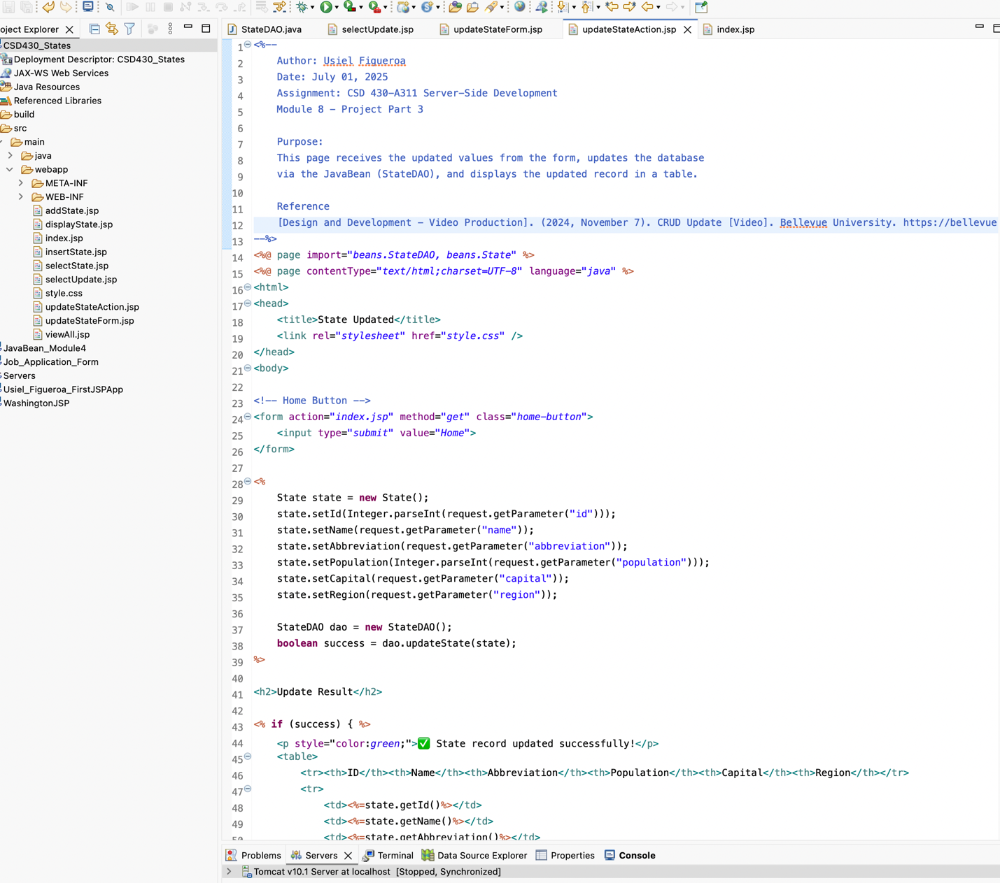 oject Explorer
StateDAO.java
selectUpdate.jsp
updateStateForm.jsp
updateStateAction.jsp
index.jsp
CSD430_States
Deployment Descriptor: CSD430_States
JAX-WS Web Services
Java Resources
Referenced Libraries
build
src
main
java
webapp
META-INF
WEB-INF
addState.jsp
displayState.jsp
index.jsp
insertState.jsp
selectState.jsp
selectUpdate.jsp
style.css
updateStateAction.jsp
updateStateForm.jsp
viewAll.jsp
JavaBean_Module4
Job_Application_Form
Servers
Usiel_Figueroa_FirstJSPApp
WashingtonJSP
1 <%--
2 Author: Usiel Figueroa
3 Date: July 01, 2025
4 Assignment: CSD 430-A311 Server-Side Development
5 Module 8 - Project Part 3
6
7 Purpose:
8 This page receives the updated values from the form, updates the database
9 via the JavaBean (StateDAO), and displays the updated record in a table.
10
11 Reference
12 [Design and Development - Video Production]. (2024, November 7). CRUD Update [Video]. Bellevue University. https://bellevue
13 --%>
14 <%@ page import="beans.StateDAO, beans.State" %>
15 <%@ page contentType="text/html;charset=UTF-8" language="java" %>
16 <html>
17 <head>
18 <title>State Updated</title>
19 <link rel="stylesheet" href="style.css" />
20 </head>
21 <body>
22
23 <!-- Home Button -->
24 <form action="index.jsp" method="get" class="home-button">
25 <input type="submit" value="Home">
26 </form>
27
28 <%
29 State state = new State();
30 state.setId(Integer.parseInt(request.getParameter("id")));
31 state.setName(request.getParameter("name"));
32 state.setAbbreviation(request.getParameter("abbreviation"));
33 state.setPopulation(Integer.parseInt(request.getParameter("population")));
34 state.setCapital(request.getParameter("capital"));
35 state.setRegion(request.getParameter("region"));
36
37 StateDAO dao = new StateDAO();
38 boolean success = dao.updateState(state);
39 %>
40
41 <h2>Update Result</h2>
42
43 <% if (success) { %>
44 <p style="color:green;">✅ State record updated successfully!</p>
45 <table>
46 <tr><th>ID</th><th>Name</th><th>Abbreviation</th><th>Population</th><th>Capital</th><th>Region</th></tr>
47 <tr>
48 <td><%=state.getId()%></td>
49 <td><%=state.getName()%></td>
50 <td><%=state.getAbbreviation()%></td>
Problems
Servers
Terminal
Data Source Explorer
Properties
Console
Tomcat v10.1 Server at localhost [Stopped, Synchronized]